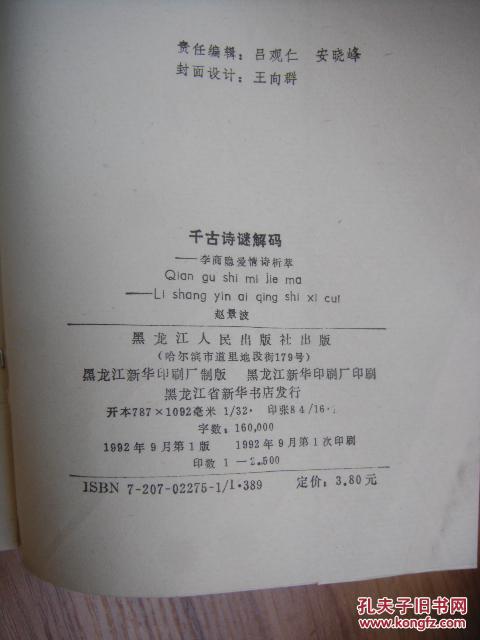 责任编辑：吕观仁　安晓峰
封面设计：王向群
千古诗谜解码
——李商隐爱情诗析萃
Qian gu shi mi jie ma
——Li shang yin ai qing shi xi cui
赵景波
黑龙江人民出版社出版
（哈尔滨市道里地段街179号）
黑龙江新华印刷厂制版　黑龙江新华印刷厂印刷
黑龙江省新华书店发行
开本787×1092毫米 1/32· 印张8 4/16·
字数：160,000
1992年9月第1版　1992年9月第1次印刷
印数 1—2,500
ISBN 7-207-02275-1/I·389　定价：3.80元
孔夫子旧书网
www.kongfz.com